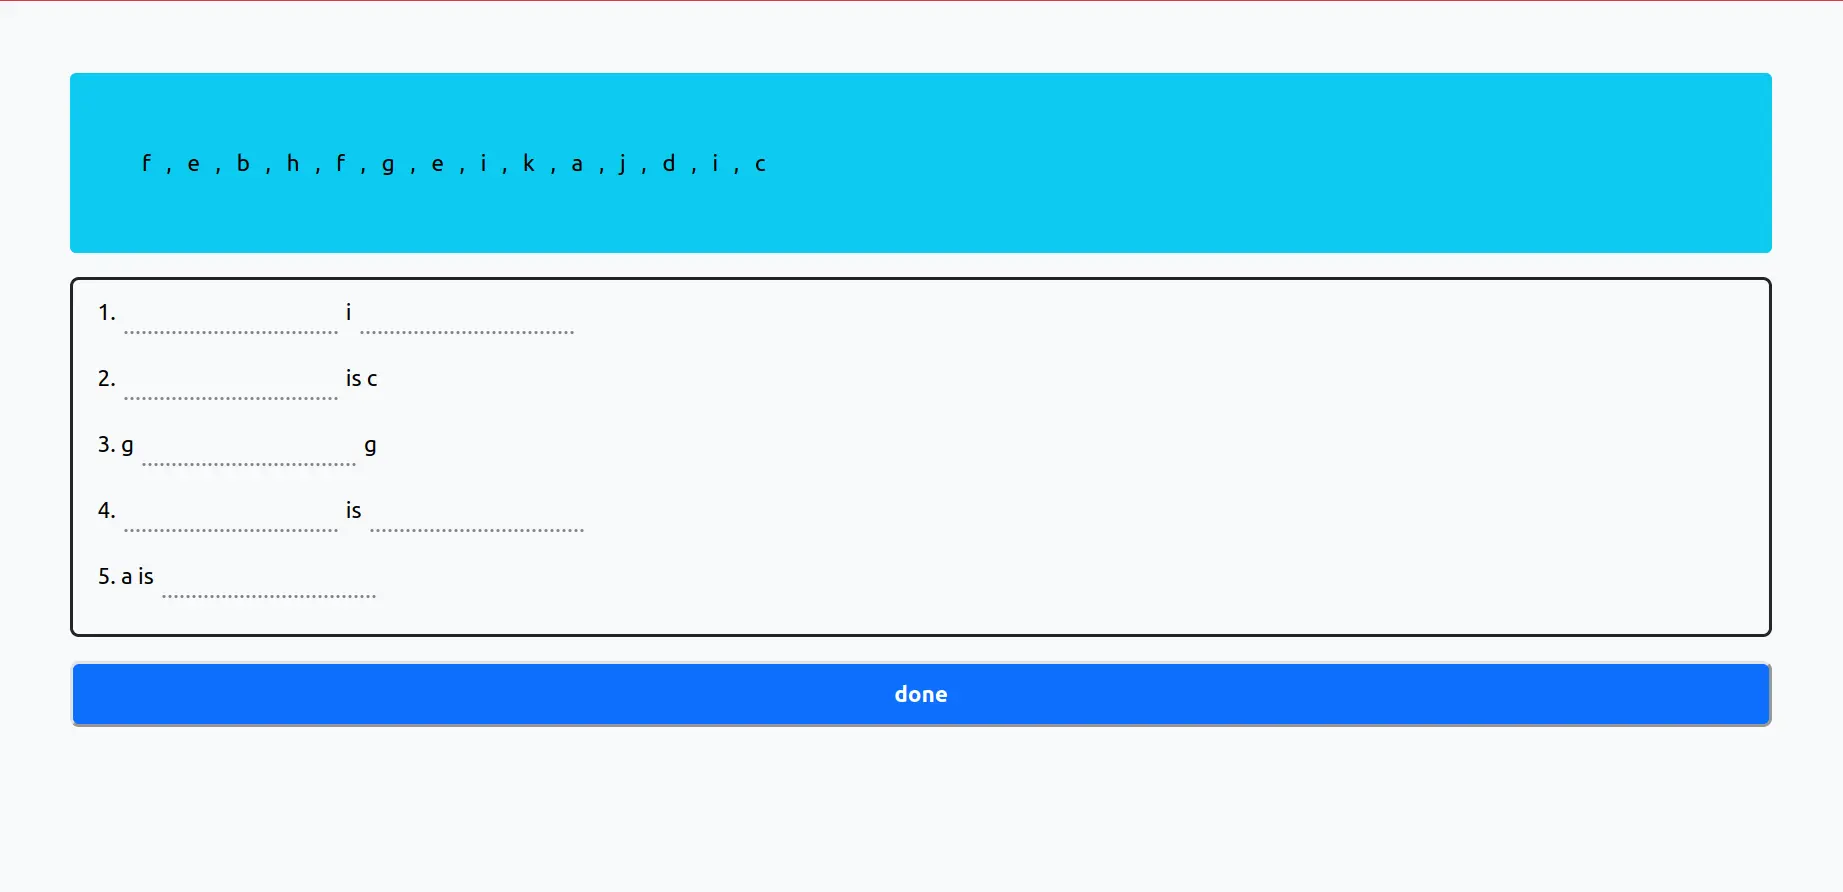 f , e , b , h , f , g , e , i , k , a , j , d , i , c
1. i
2. is c
3. g g
4. is
5. a is
done